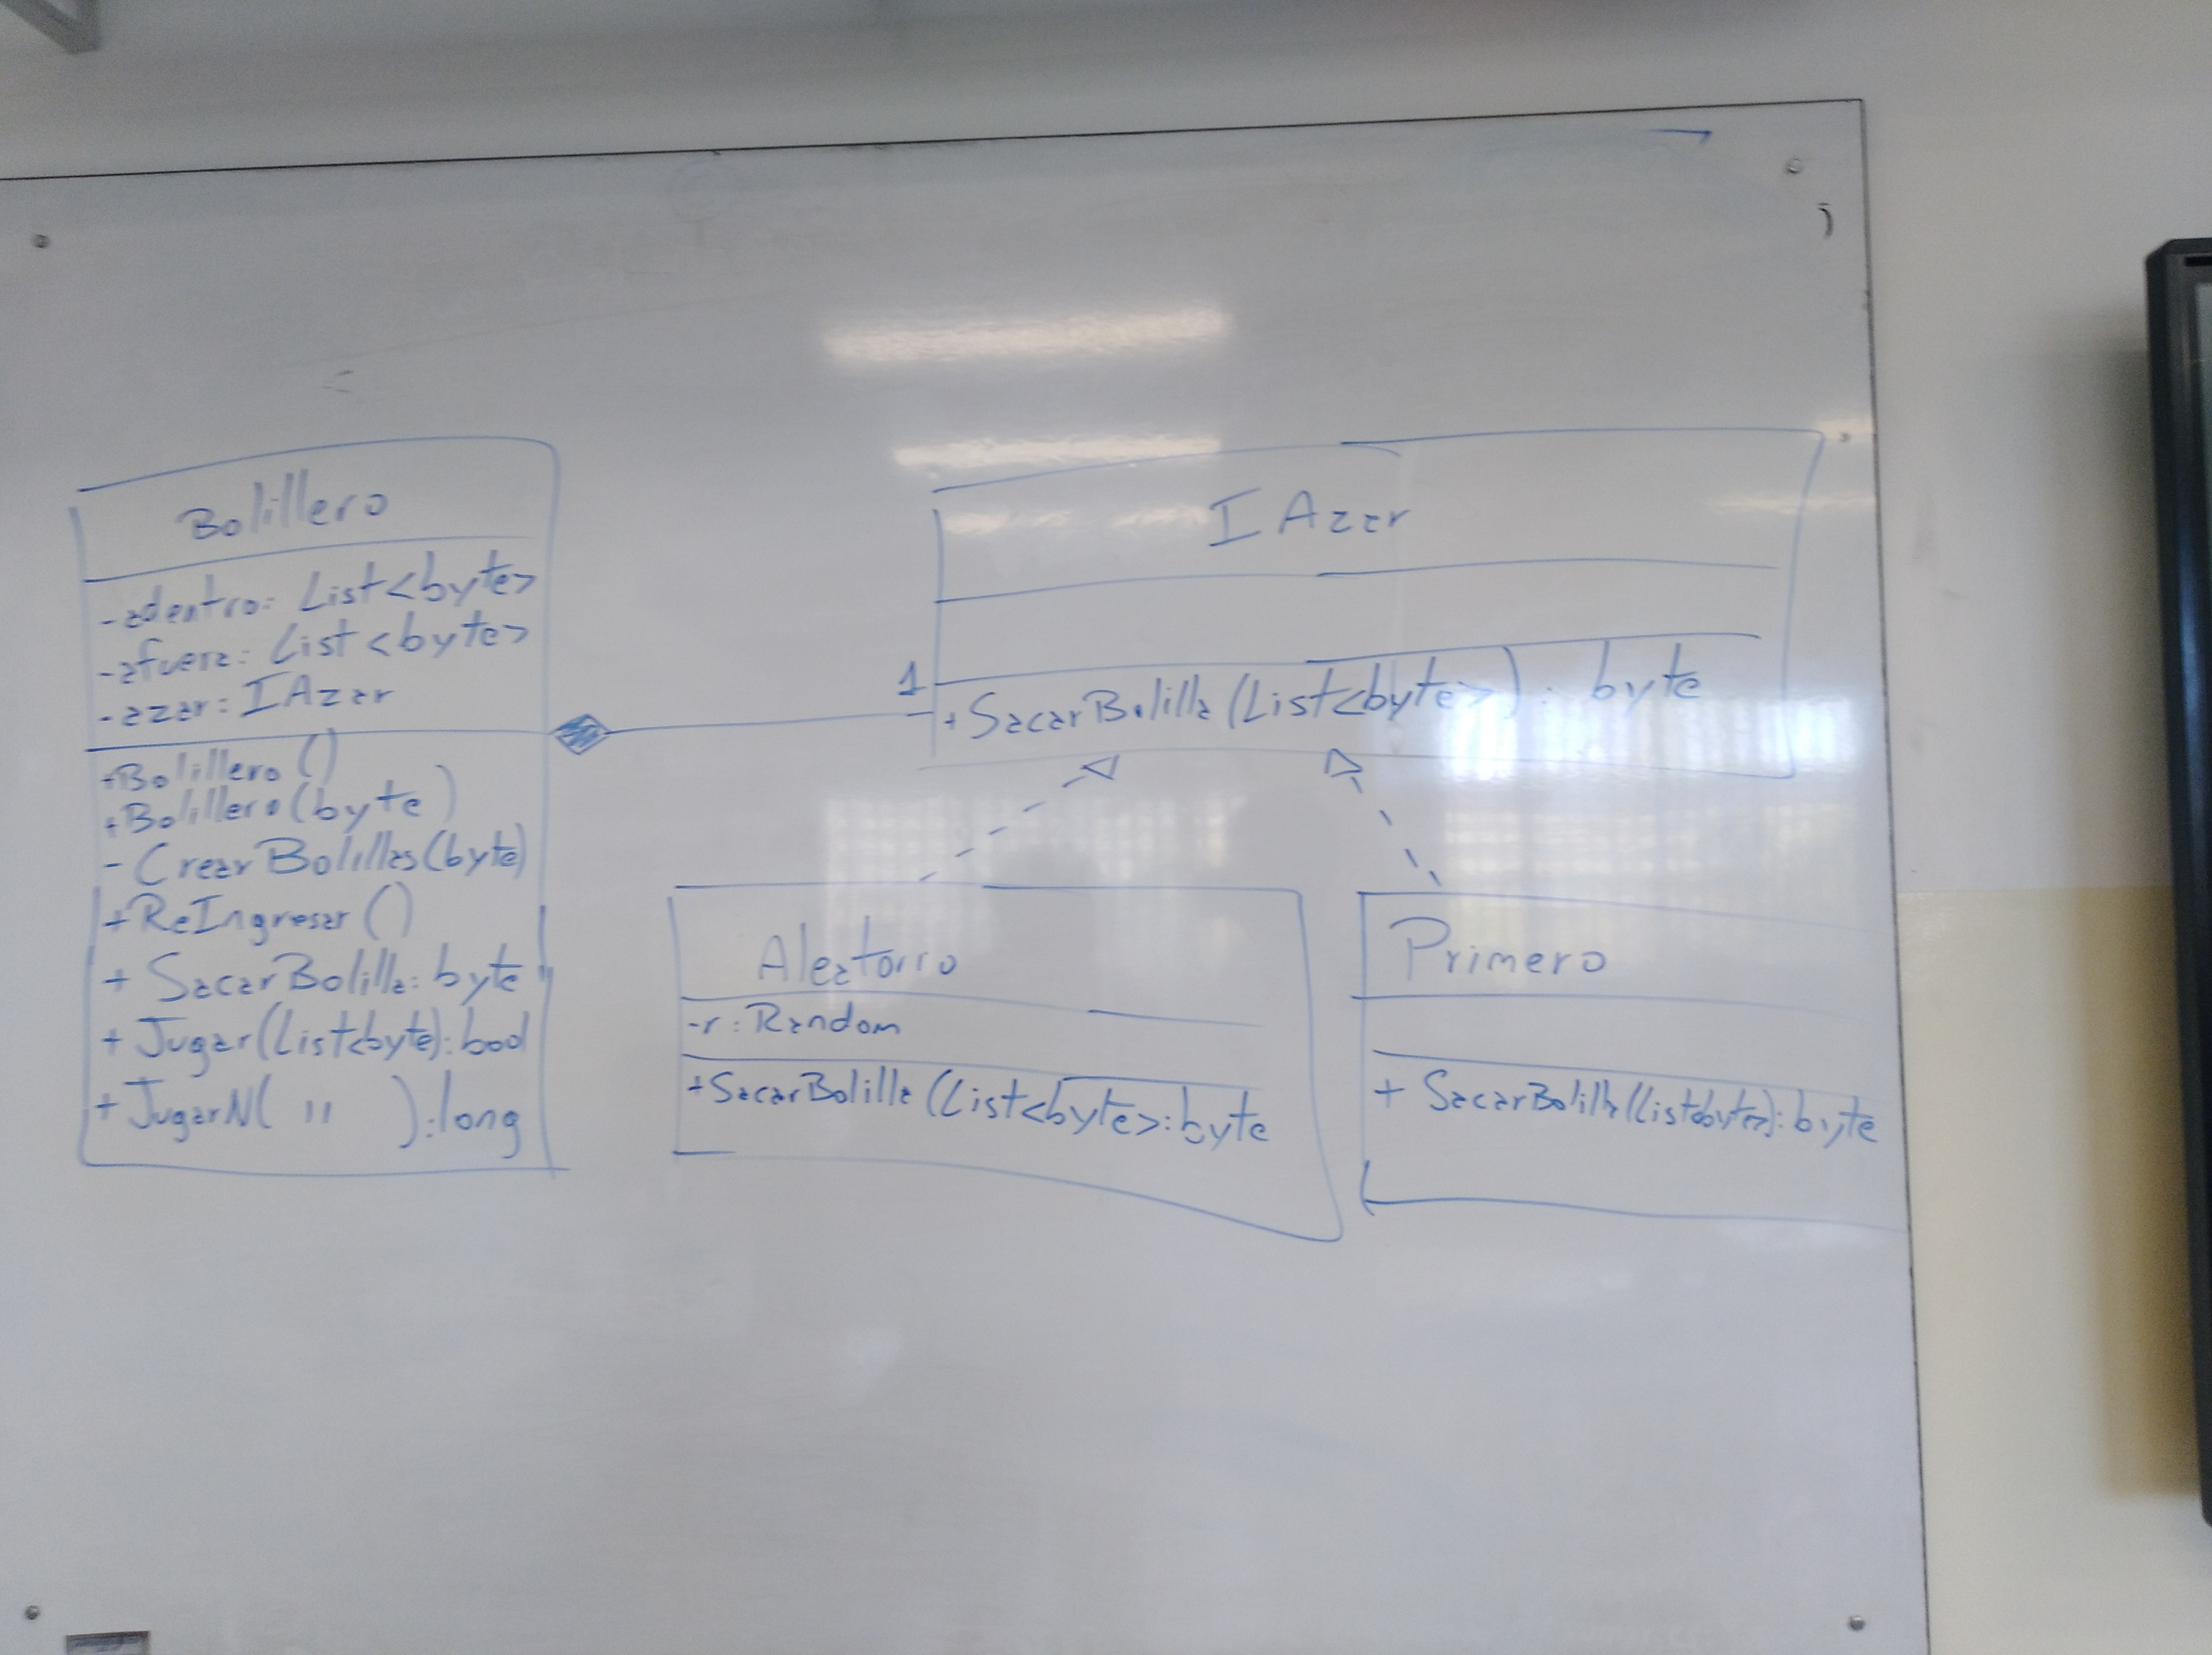 Bolillero
-adentro: List<byte>
-afuera: List<byte>
-azar: IAzar
+Bolillero()
+Bolillero(byte)
- CrearBolillas(byte)
+ReIngresar()
+ SacarBolilla: byte
+ Jugar(List<byte): bool
+ JugarN( " ): long
1
IAzar
+SacarBolilla(List<byte>): byte
Aleatorio
-r: Random
+SacarBolilla(List<byte>: byte
Primero
+ SacarBolilla(List<byte>): byte